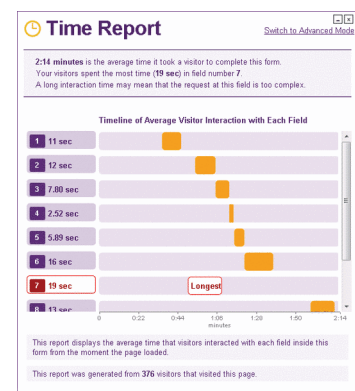 Time Report
Switch to Advanced Mode
2:14 minutes is the average time it took a visitor to complete this form.
Your visitors spent the most time (19 sec) in field number 7.
A long interaction time may mean that the request at this field is too complex.
Timeline of Average Visitor Interaction with Each Field
1 11 sec
2 12 sec
3 7.80 sec
4 2.52 sec
5 5.89 sec
6 16 sec
7 19 sec Longest
8 13 sec
0 0:22 0:44 1:06 1:28 1:50 2:14
minutes
This report displays the average time that visitors interacted with each field inside this
form from the moment the page loaded.
This report was generated from 376 visitors that visited this page.